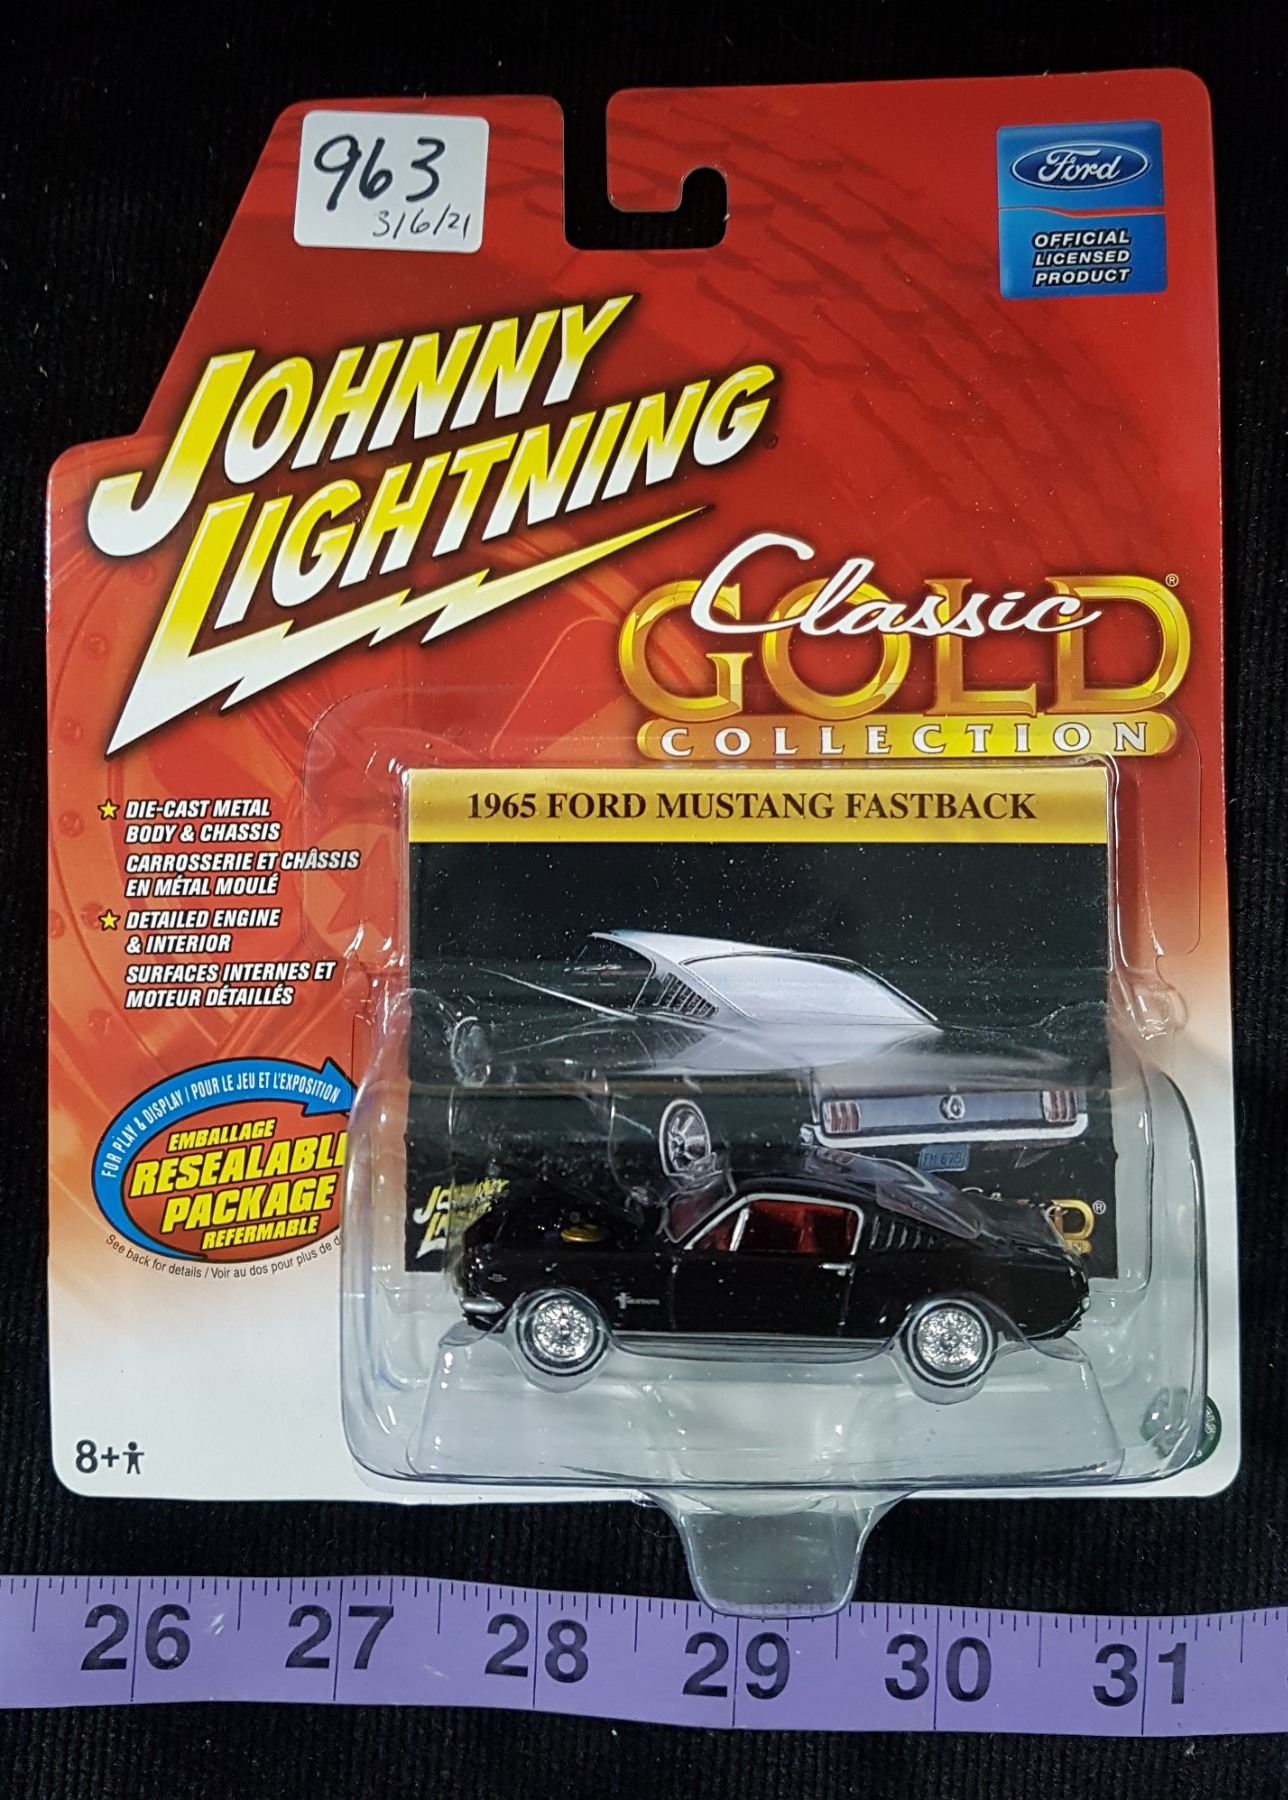 963
3/6/21
Ford
OFFICIAL
LICENSED
PRODUCT
JOHNNY
LIGHTNING
®
Classic
GOLD®
COLLECTION
1965 FORD MUSTANG FASTBACK
DIE-CAST METAL
BODY & CHASSIS
CARROSSERIE ET CHÂSSIS
EN MÉTAL MOULÉ
DETAILED ENGINE
& INTERIOR
SURFACES INTERNES ET
MOTEUR DÉTAILLÉS
FOR PLAY & DISPLAY / POUR LE JEU ET L'EXPOSITION
EMBALLAGE
RESEALABL
PACKAGE
REFERMABLE
See back for details / Voir au dos pour plus de d
8+
26 27 28 29 30 31